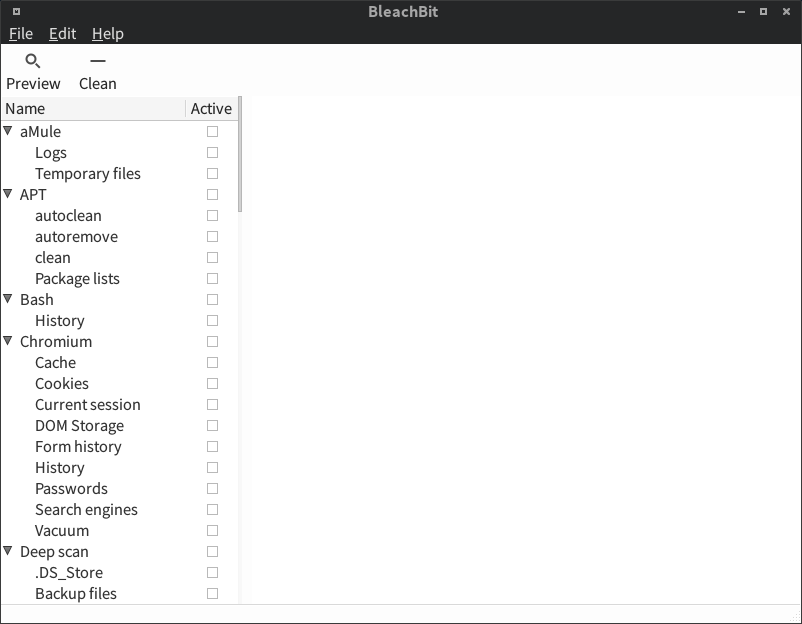 BleachBit
File Edit Help
Preview Clean
Name Active
aMule
Logs
Temporary files
APT
autoclean
autoremove
clean
Package lists
Bash
History
Chromium
Cache
Cookies
Current session
DOM Storage
Form history
History
Passwords
Search engines
Vacuum
Deep scan
.DS_Store
Backup files